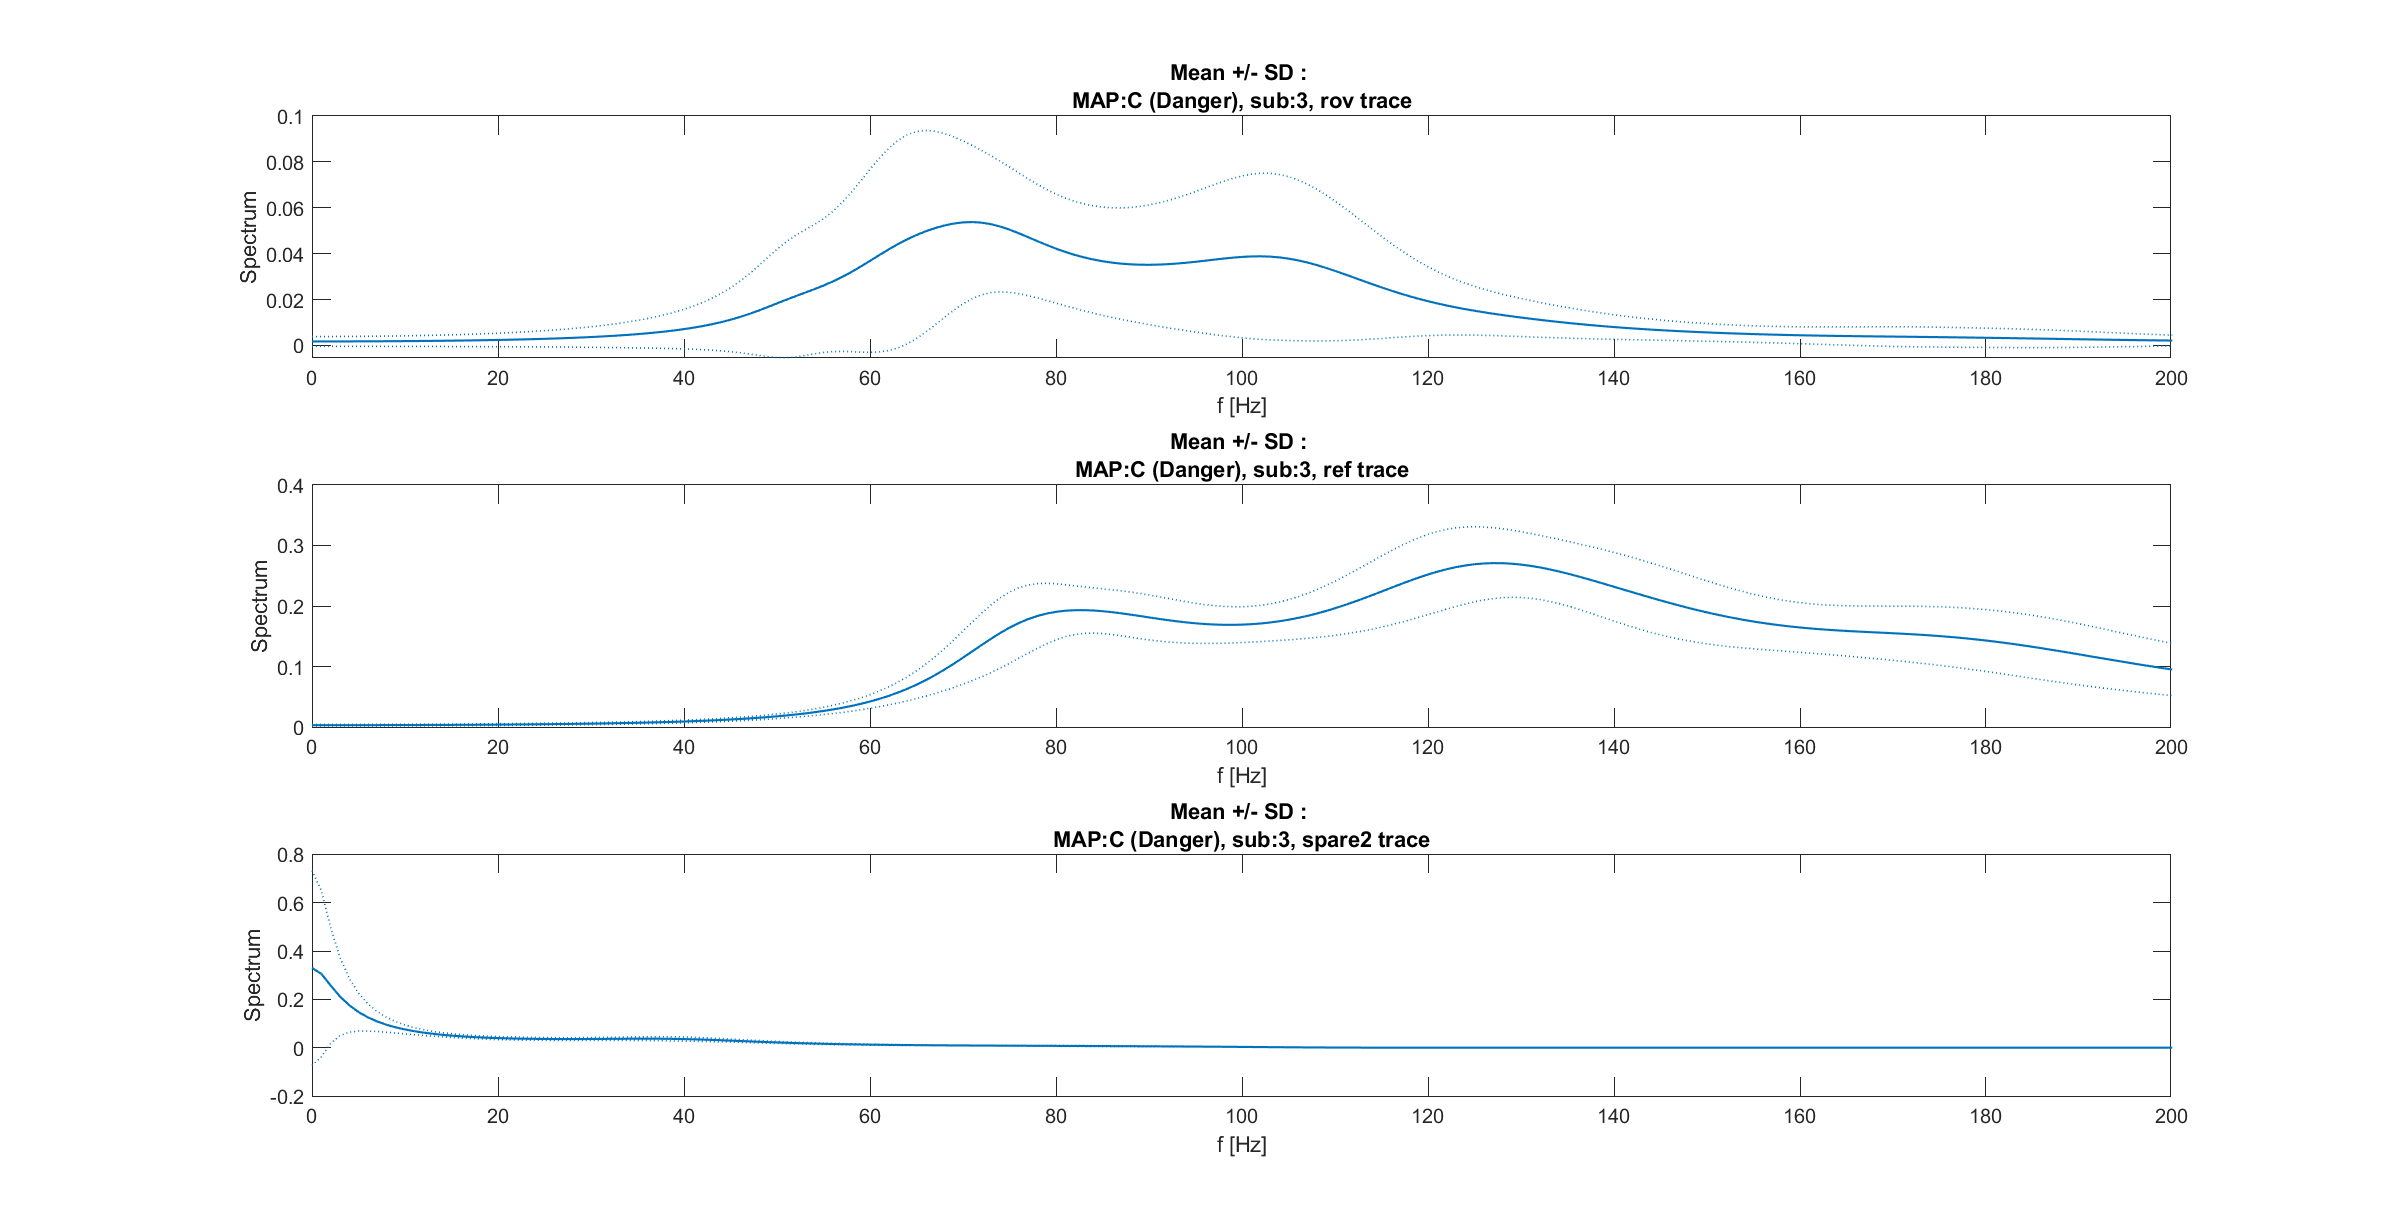 Mean +/- SD :
MAP:C (Danger), sub:3, rov trace
0.1
0.08
0.06
0.04
0.02
0
Spectrum
0 20 40 60 80 100 120 140 160 180 200
f [Hz]
Mean +/- SD :
MAP:C (Danger), sub:3, ref trace
0.4
0.3
0.2
0.1
0
Spectrum
0 20 40 60 80 100 120 140 160 180 200
f [Hz]
Mean +/- SD :
MAP:C (Danger), sub:3, spare2 trace
0.8
0.6
0.4
0.2
0
-0.2
Spectrum
0 20 40 60 80 100 120 140 160 180 200
f [Hz]